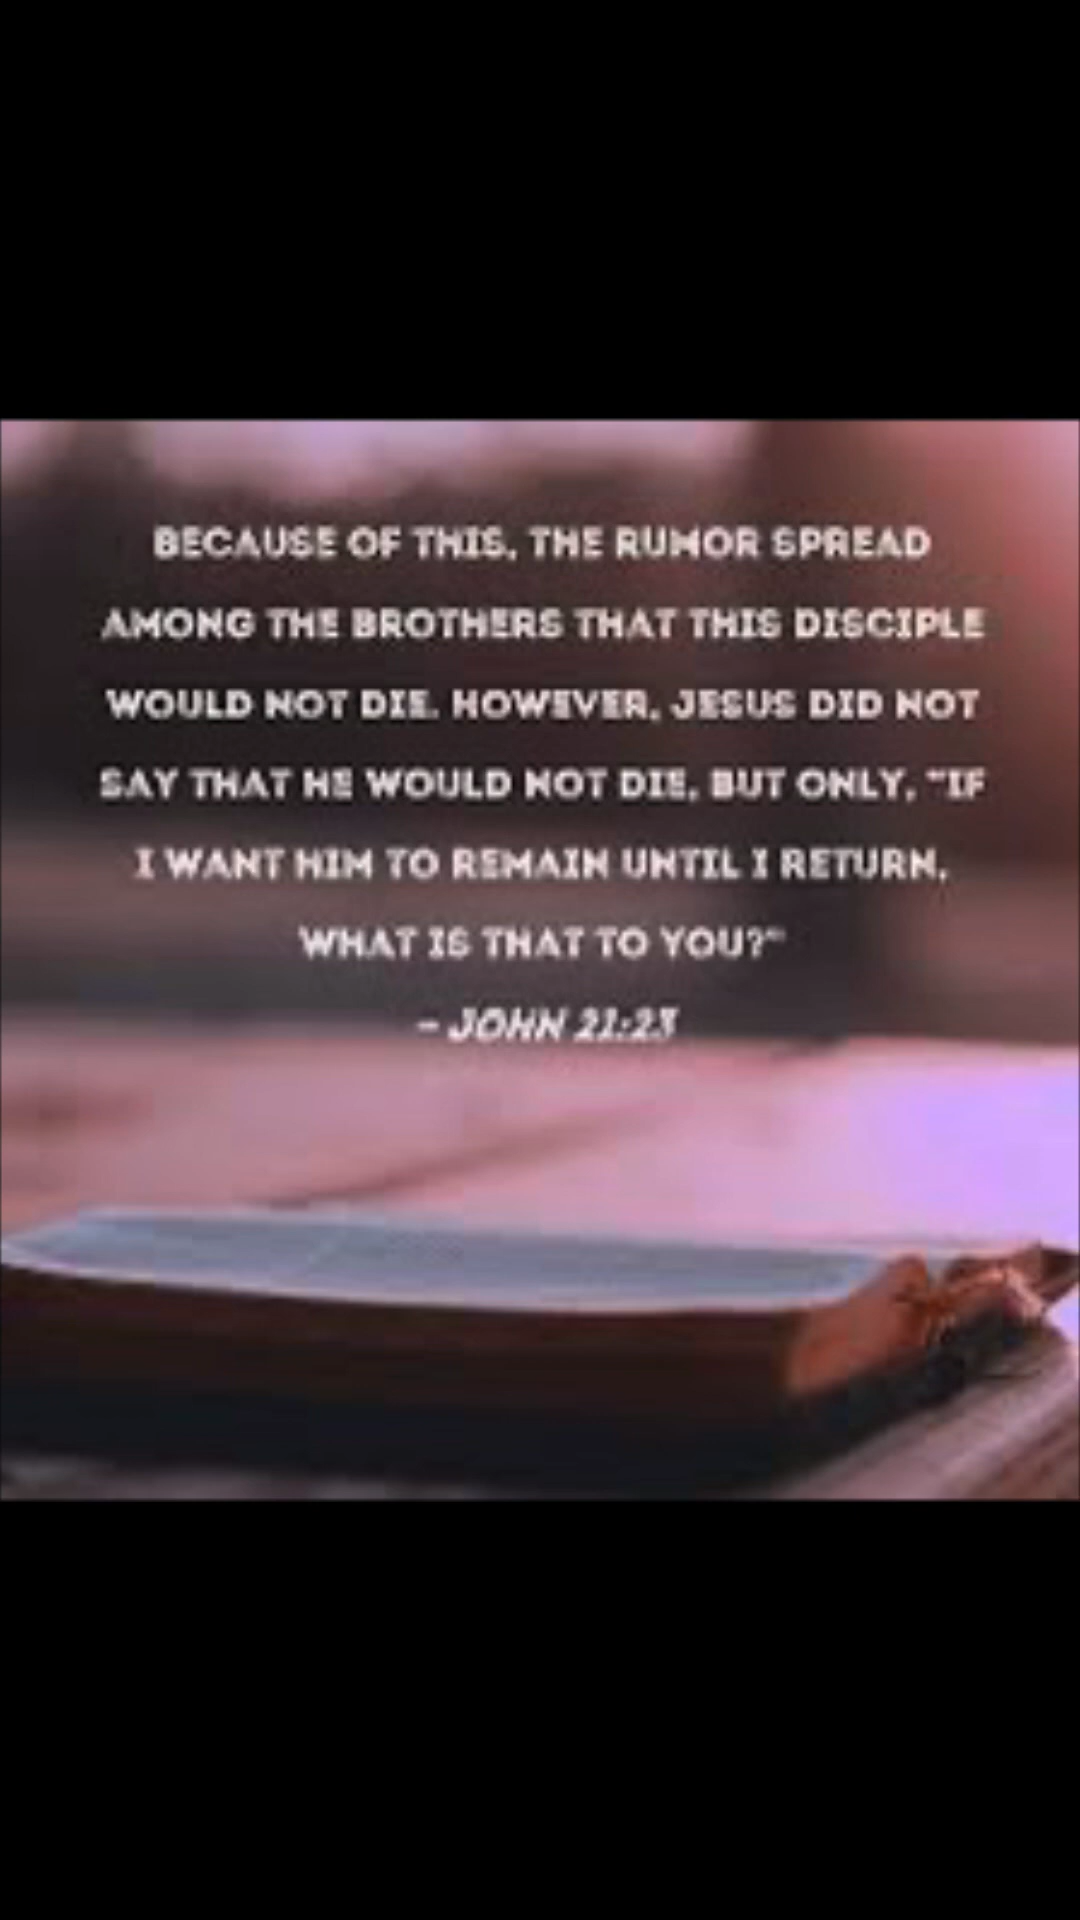 BECAUSE OF THIS, THE RUMOR SPREAD
AMONG THE BROTHERS THAT THIS DISCIPLE
WOULD NOT DIE. HOWEVER, JESUS DID NOT
SAY THAT HE WOULD NOT DIE, BUT ONLY, "IF
I WANT HIM TO REMAIN UNTIL I RETURN,
WHAT IS THAT TO YOU?"
- JOHN 21:23